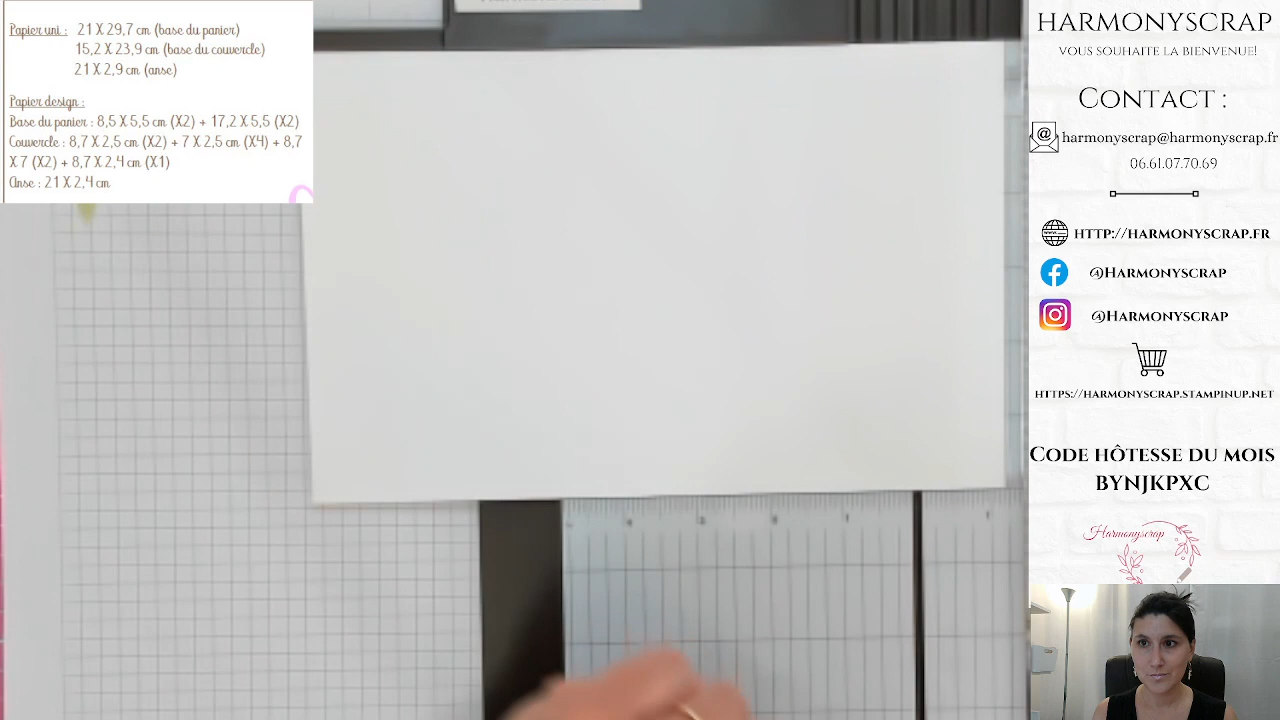 Papier uni : 21 X 29,7 cm (base du panier)
15,2 X 23,9 cm (base du couvercle)
21 X 2,9 cm (anse)
Papier design :
Base du panier : 8,5 X 5,5 cm (X2) + 17,2 X 5,5 (X2)
Couvercle : 8,7 X 2,5 cm (X2) + 7 X 2,5 cm (X4) + 8,7
X 7 (X2) + 8,7 X 2,4 cm (X1)
Anse : 21 X 2,4 cm
HARMONYSCRAP
VOUS SOUHAITE LA BIENVENUE!
CONTACT :
harmonyscrap@harmonyscrap.fr
06.61.07.70.69
HTTP://HARMONYSCRAP.FR
@HARMONYSCRAP
@HARMONYSCRAP
HTTPS://HARMONYSCRAP.STAMPINUP.NET
CODE HÔTESSE DU MOIS
BYNJKPXC
Harmonyscrap